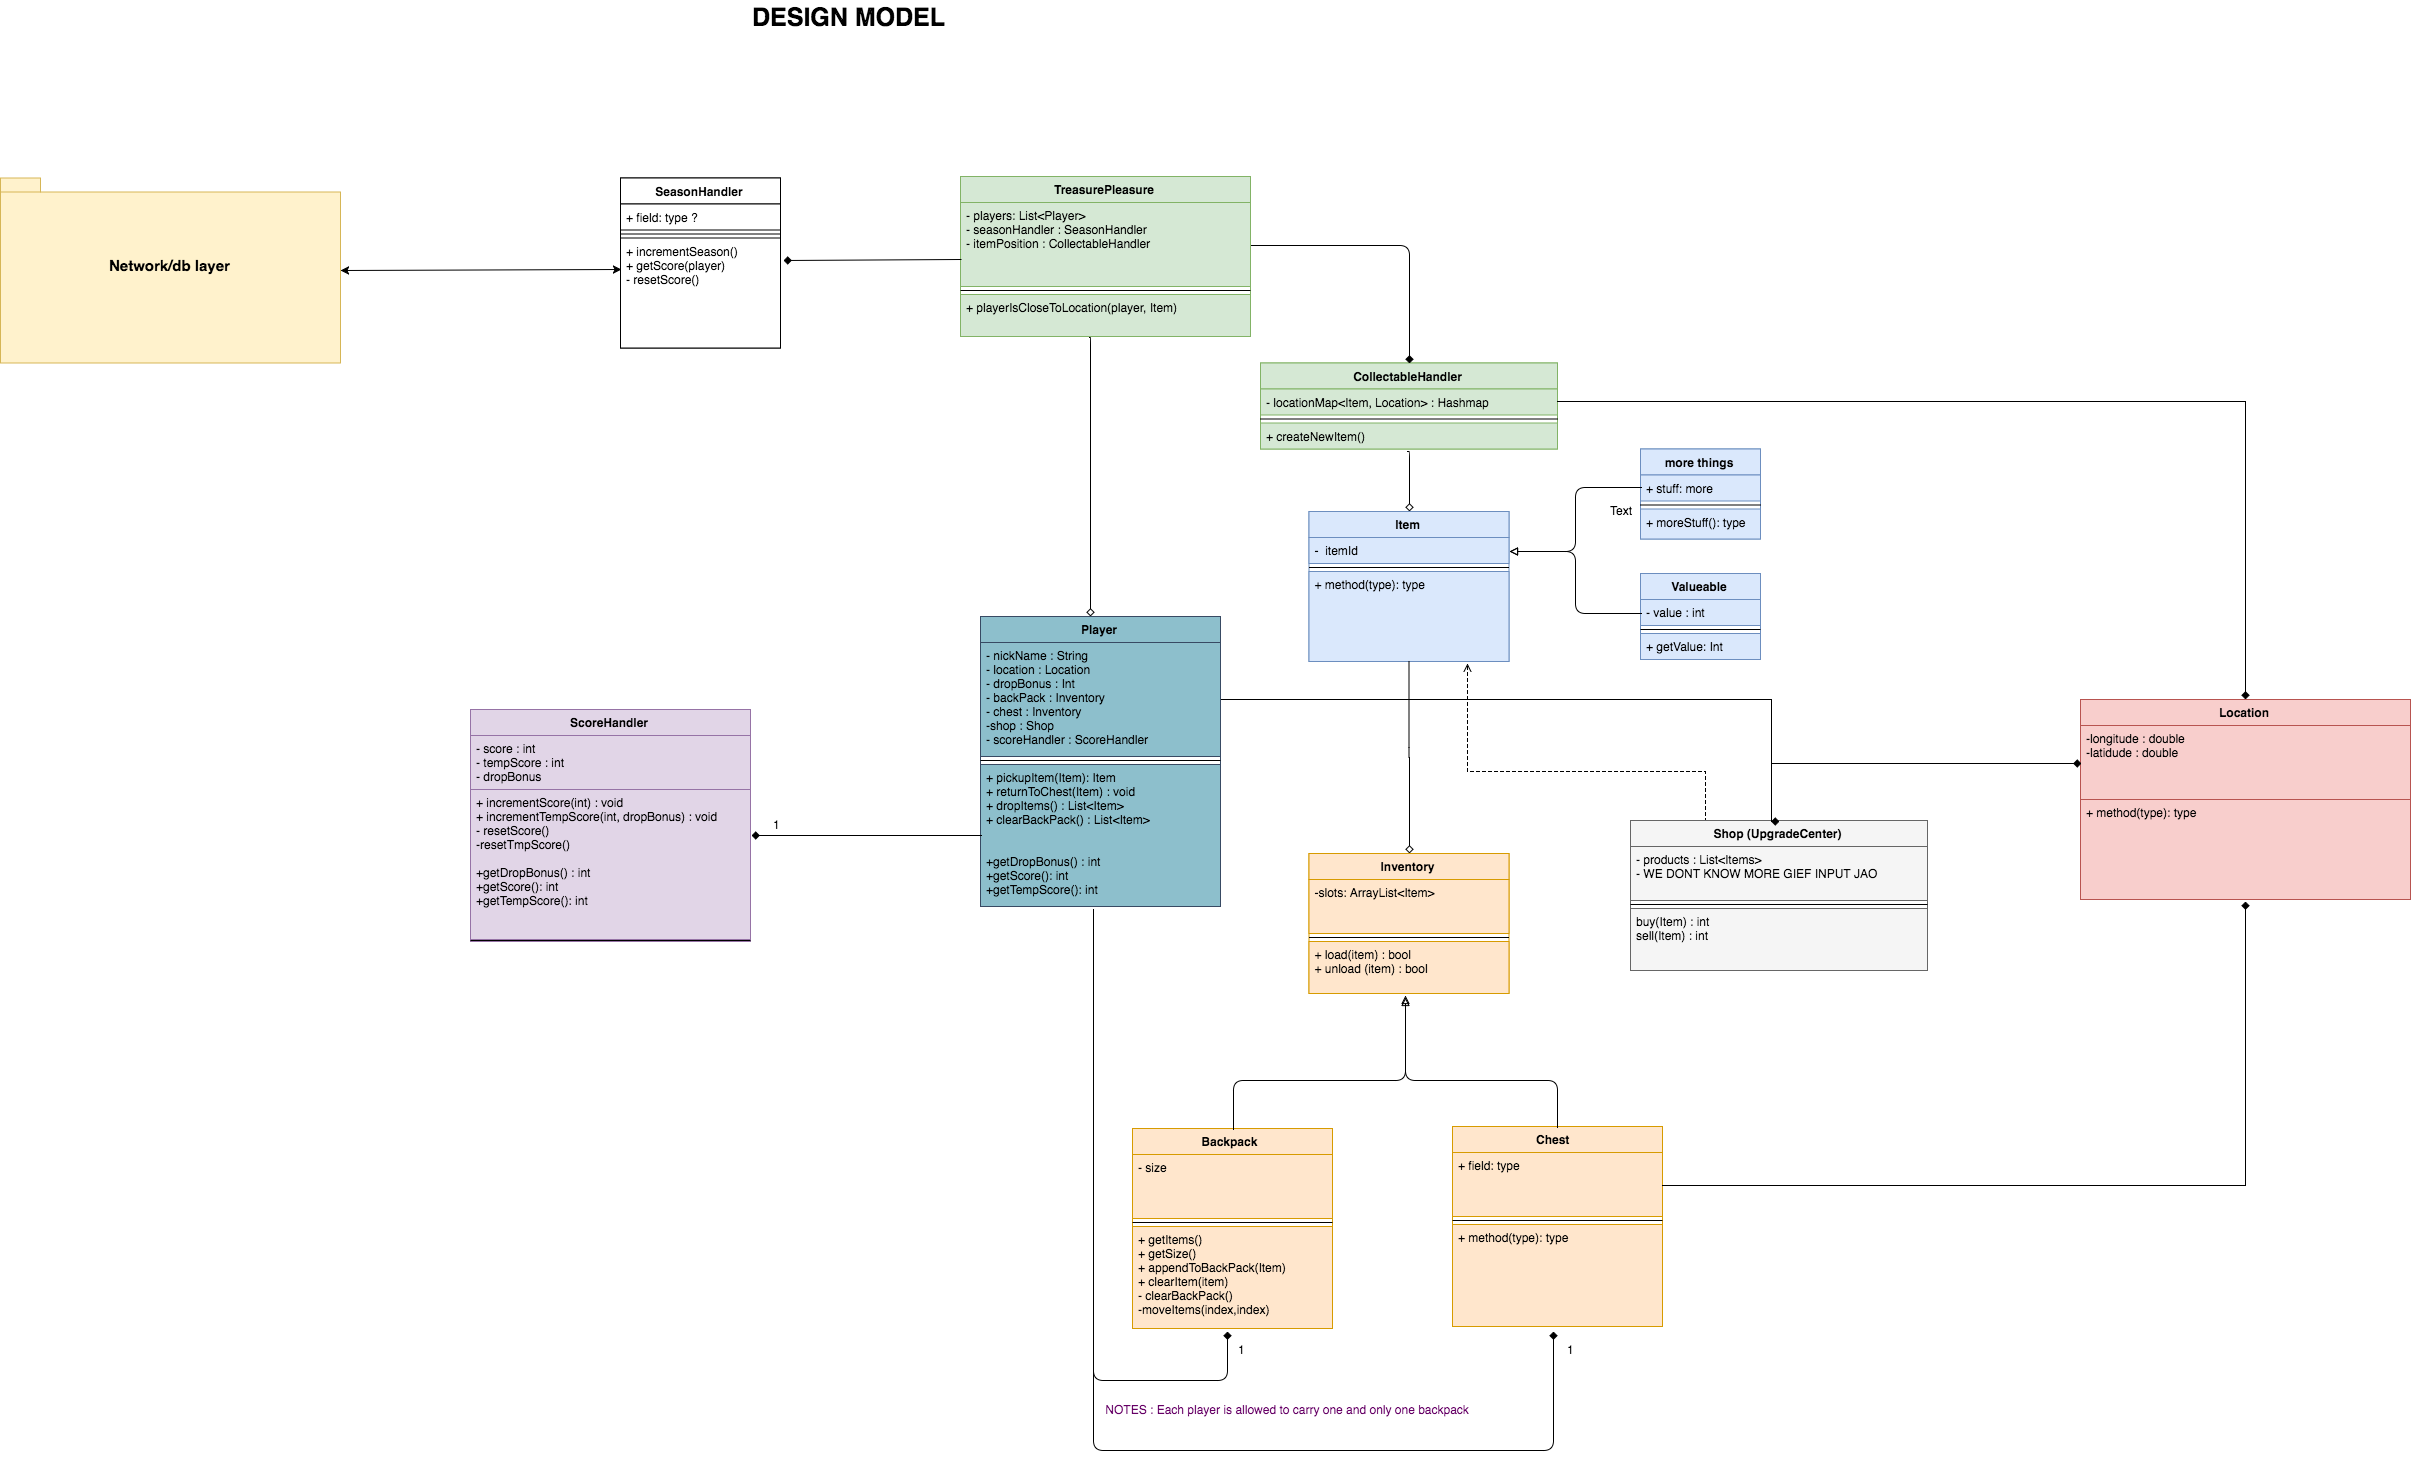 DESIGN MODEL
Network/db layer
SeasonHandler
+ field: type ?
+ incrementSeason()
+ getScore(player)
- resetScore()
TreasurePleasure
- players: List<Player>
- seasonHandler : SeasonHandler
- itemPosition : CollectableHandler
+ playerIsCloseToLocation(player, Item)
CollectableHandler
- locationMap<Item, Location> : Hashmap
+ createNewItem()
more things
+ stuff: more
+ moreStuff(): type
Text
Item
- itemId
+ method(type): type
Valueable
- value : int
+ getValue: Int
Player
- nickName : String
- location : Location
- dropBonus : Int
- backPack : Inventory
- chest : Inventory
-shop : Shop
- scoreHandler : ScoreHandler
+ pickupItem(Item): Item
+ returnToChest(Item) : void
+ dropItems() : List<Item>
+ clearBackPack() : List<Item>
+getDropBonus() : int
+getScore(): int
+getTempScore(): int
ScoreHandler
- score : int
- tempScore : int
- dropBonus
+ incrementScore(int) : void
+ incrementTempScore(int, dropBonus) : void
- resetScore()
-resetTmpScore()
+getDropBonus() : int
+getScore(): int
+getTempScore(): int
1
Location
-longitude : double
-latidude : double
+ method(type): type
Shop (UpgradeCenter)
- products : List<Items>
- WE DONT KNOW MORE GIEF INPUT JAO
buy(Item) : int
sell(Item) : int
Inventory
-slots: ArrayList<Item>
+ load(item) : bool
+ unload (item) : bool
Backpack
- size
+ getItems()
+ getSize()
+ appendToBackPack(Item)
+ clearItem(item)
- clearBackPack()
-moveItems(index,index)
1
Chest
+ field: type
+ method(type): type
1
NOTES : Each player is allowed to carry one and only one backpack